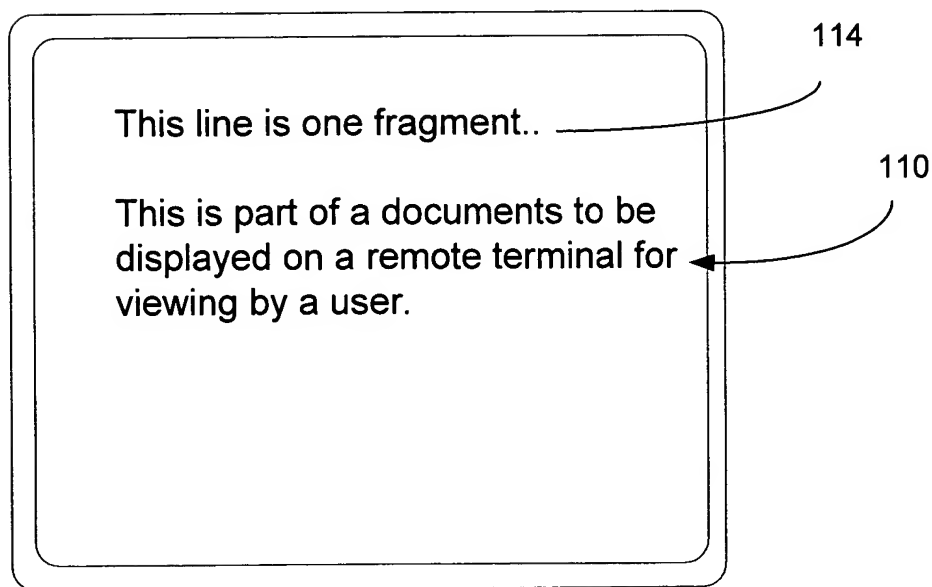 114
This line is one fragment..
110
This is part of a documents to be
displayed on a remote terminal for
viewing by a user.